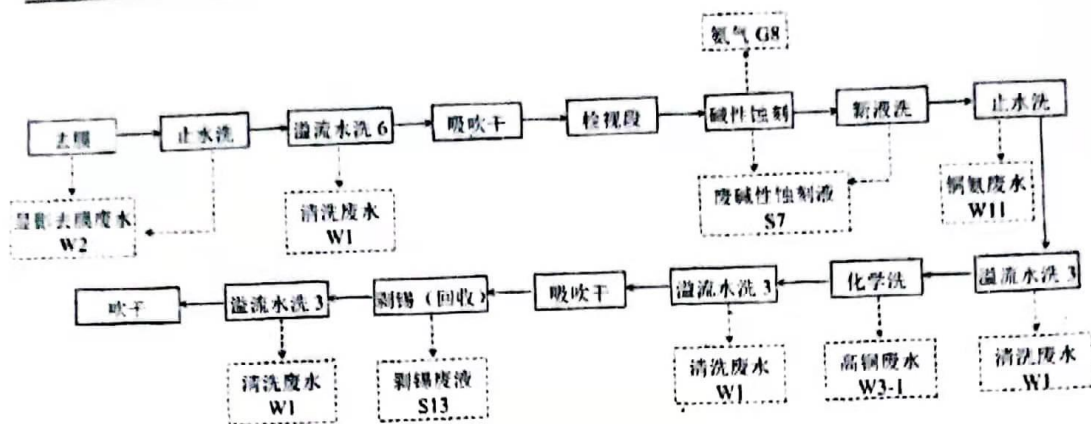 氨气 G8
去膜
止水洗
溢流水洗 6
吸吹干
检视段
碱性蚀刻
新液洗
止水洗
显影去膜废水
W2
清洗废水
W1
废碱性蚀刻液
S7
铜氨废水
W11
吹干
溢流水洗 3
剥锡（回收）
吸吹干
溢流水洗 3
化学洗
溢流水洗 3
清洗废水
W1
剥锡废液
S13
清洗废水
W1
高铜废水
W3-1
清洗废水
W1